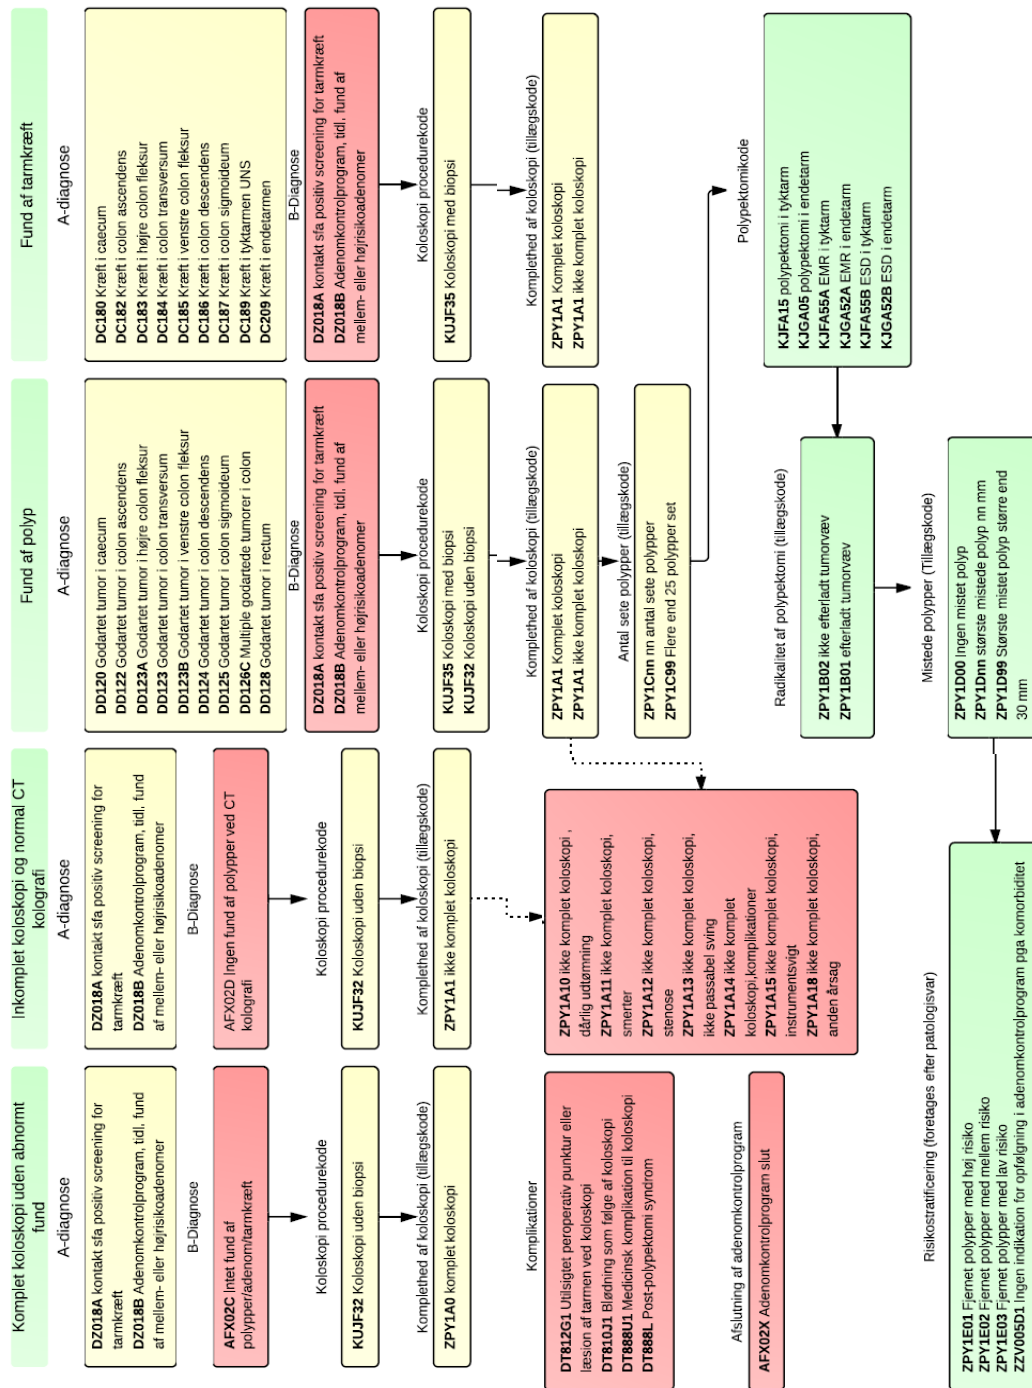 Komplet koloskopi uden abnormt
fund
A-diagnose
DZ018A kontakt sfa positiv screening for
tarmkræft
DZ018B Adenomkontrolprogram, tidl, fund
af mellem- eller højrisikoadenomer
B-Diagnose
AFX02C Intet fund af
polypper/adenom/tarmkræft
Koloskopi procedurekode
KUJF32 Koloskopi uden biopsi
Komplethed af koloskopi (tillægskode)
ZPY1A0 komplet koloskopi
Inkomplet koloskopi og normal CT
kolografi
A-diagnose
DZ018A kontakt sfa positiv screening for
tarmkræft
DZ018B Adenomkontrolprogram, tidl, fund
af mellem- eller højrisikoadenomer
B-Diagnose
AFX02D Ingen fund af polypper ved CT
kolografi
Koloskopi procedurekode
KUJF32 Koloskopi uden biopsi
Komplethed af koloskopi (tillægskode)
ZPY1A1 ikke komplet koloskopi
Fund af polyp
A-diagnose
DD120 Godartet tumor i caecum
DD122 Godartet tumor i colon ascendens
DD123A Godartet tumor i højre colon fleksur
DD123 Godartet tumor i colon transversum
DD123B Godartet tumor i venstre colon fleksur
DD124 Godartet tumor i colon descendens
DD125 Godartet tumor i colon sigmoideum
DD126C Multiple godartede tumorer i colon
DD128 Godartet tumor i rectum
B-Diagnose
DZ018A kontakt sfa positiv screening for tarmkræft
DZ018B Adenomkontrolprogram, tidl, fund af
mellem- eller højrisikoadenomer
Koloskopi procedurekode
KUJF35 Koloskopi med biopsi
KUJF32 Koloskopi uden biopsi
Komplethed af koloskopi (tillægskode)
ZPY1A1 Komplet koloskopi
ZPY1A1 ikke komplet koloskopi
Antal sete polypper (tillægskode)
ZPY1Cnn nn antal sete polypper
ZPY1C99 Flere end 25 polypper set
Fund af tarmkræft
A-diagnose
DC180 Kræft i caecum
DC182 Kræft i colon ascendens
DC183 Kræft i højre colon fleksur
DC184 Kræft i colon transversum
DC185 Kræft i venstre colon fleksur
DC186 Kræft i colon descendens
DC187 Kræft i colon sigmoideum
DC189 Kræft i tyktarmen UNS
DC209 Kræft i endetarmen
B-Diagnose
DZ018A kontakt sfa positiv screening for tarmkræft
DZ018B Adenomkontrolprogram, tidl, fund af
mellem- eller højrisikoadenomer
Koloskopi procedurekode
KUJF35 Koloskopi med biopsi
Komplethed af koloskopi (tillægskode)
ZPY1A1 Komplet koloskopi
ZPY1A1 ikke komplet koloskopi
Komplikationer
DT812G1 Utilsigtet peroperativ punktur eller
læsion af tarmen ved koloskopi
DT810J1 Blødning som følge af koloskopi
DT888U1 Medicinsk komplikation til koloskopi
DT888L Post-polypektomi syndrom
Afslutning af adenomkontrolprogram
AFX02X Adenomkontrolprogram slut
ZPY1A10 ikke komplet koloskopi ,
dårlig udtømning
ZPY1A11 ikke komplet koloskopi,
smerter
ZPY1A12 ikke komplet koloskopi,
stenose
ZPY1A13 ikke komplet koloskopi,
ikke passabel sving
ZPY1A14 ikke komplet
koloskopi,komplikationer
ZPY1A15 ikke komplet koloskopi,
instrumentsvigt
ZPY1A18 ikke komplet koloskopi,
anden årsag
Polypektomikode
KJFA15 polypektomi i tyktarm
KJGA05 polypektomi i endetarm
KJFA55A EMR i tyktarm
KJGA52A EMR i endetarm
KJFA55B ESD i tyktarm
KJGA52B ESD i endetarm
Radikalitet af polypektomi (tillægskode)
ZPY1B02 ikke efterladt tumorvæv
ZPY1B01 efterladt tumorvæv
Mistede polypper (Tillægskode)
ZPY1D00 Ingen mistet polyp
ZPY1Dnn største mistede polyp nn mm
ZPY1D99 Største mistet polyp større end
30 mm
Risikostratificering (foretages efter patologisvar)
ZPY1E01 Fjernet polypper med høj risiko
ZPY1E02 Fjernet polypper med mellem risiko
ZPY1E03 Fjernet polypper med lav risiko
ZZV005D1 Ingen indikation for opfølgning i adenomkontrolprogram pga komorbiditet